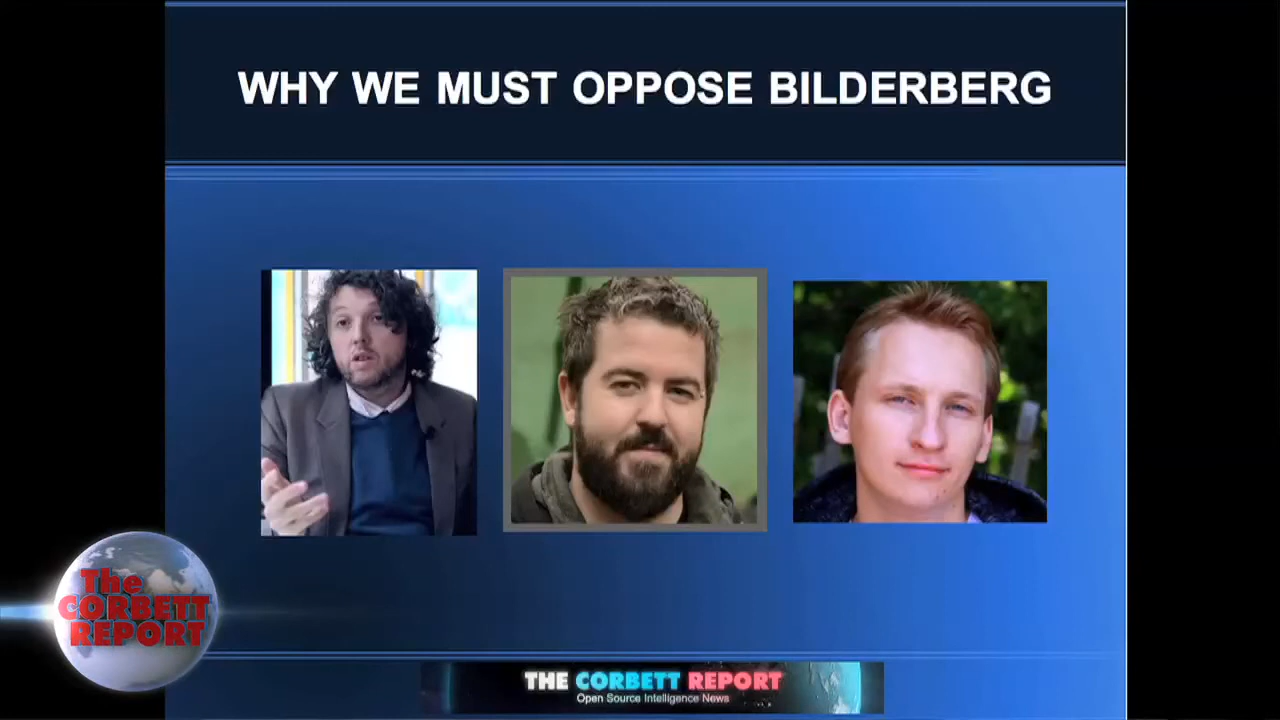 WHY WE MUST OPPOSE BILDERBERG
The
CORBETT
REPORT
THE CORBETT REPORT
Open Source Intelligence News